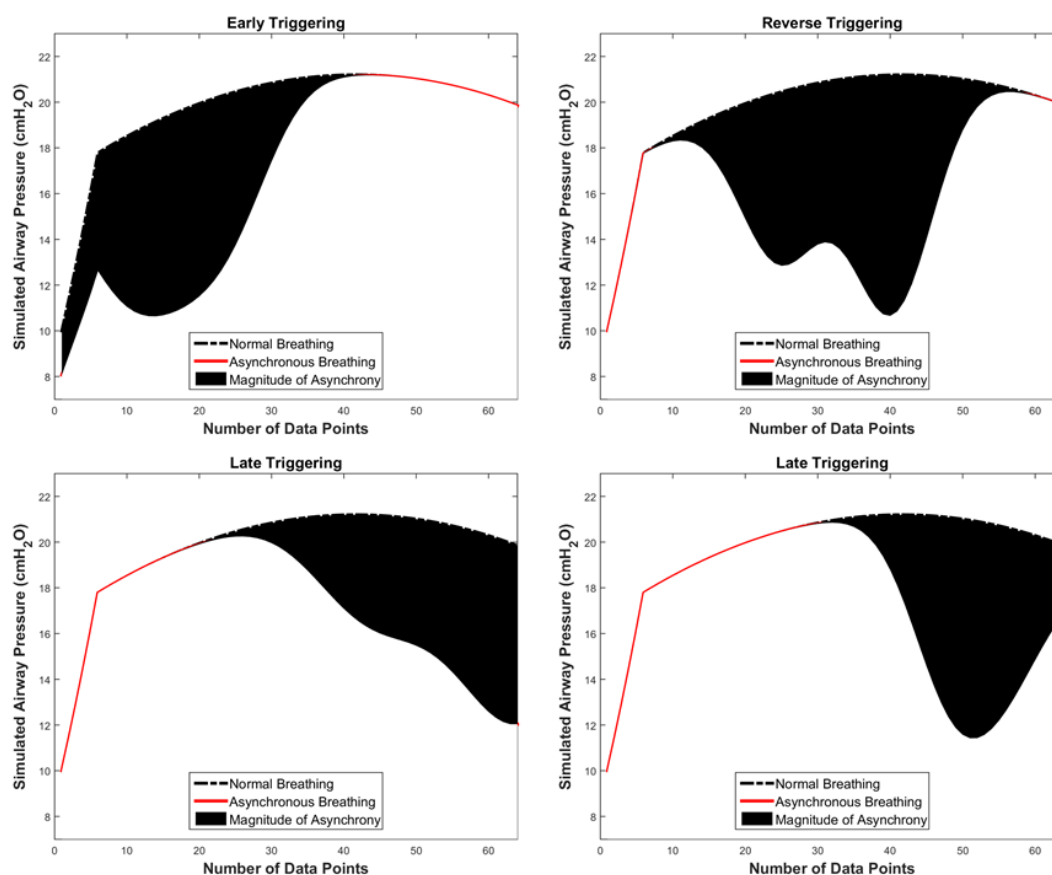 Early Triggering
Simulated Airway Pressure (cmH2O)
22
20
18
16
14
12
10
8
Normal Breathing
Asynchronous Breathing
Magnitude of Asynchrony
0 10 20 30 40 50 60
Number of Data Points
Reverse Triggering
Simulated Airway Pressure (cmH2O)
22
20
18
16
14
12
10
8
Normal Breathing
Asynchronous Breathing
Magnitude of Asynchrony
0 10 20 30 40 50 60
Number of Data Points
Late Triggering
Simulated Airway Pressure (cmH2O)
22
20
18
16
14
12
10
8
Normal Breathing
Asynchronous Breathing
Magnitude of Asynchrony
0 10 20 30 40 50 60
Number of Data Points
Late Triggering
Simulated Airway Pressure (cmH2O)
22
20
18
16
14
12
10
8
Normal Breathing
Asynchronous Breathing
Magnitude of Asynchrony
0 10 20 30 40 50 60
Number of Data Points